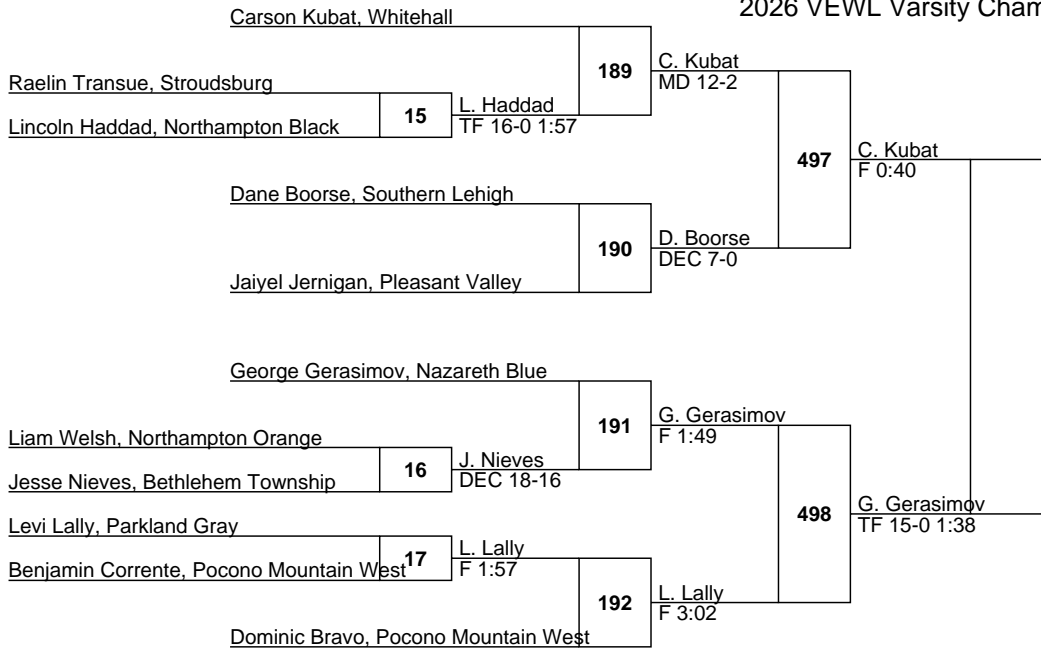 2026 VEWL Varsity Cham
Carson Kubat, Whitehall
189
C. Kubat
MD 12-2
Raelin Transue, Stroudsburg
15
L. Haddad
TF 16-0 1:57
Lincoln Haddad, Northampton Black
497
C. Kubat
F 0:40
Dane Boorse, Southern Lehigh
190
D. Boorse
DEC 7-0
Jaiyel Jernigan, Pleasant Valley
George Gerasimov, Nazareth Blue
191
G. Gerasimov
F 1:49
Liam Welsh, Northampton Orange
16
J. Nieves
DEC 18-16
Jesse Nieves, Bethlehem Township
498
G. Gerasimov
TF 15-0 1:38
Levi Lally, Parkland Gray
17
L. Lally
F 1:57
Benjamin Corrente, Pocono Mountain West
192
L. Lally
F 3:02
Dominic Bravo, Pocono Mountain West